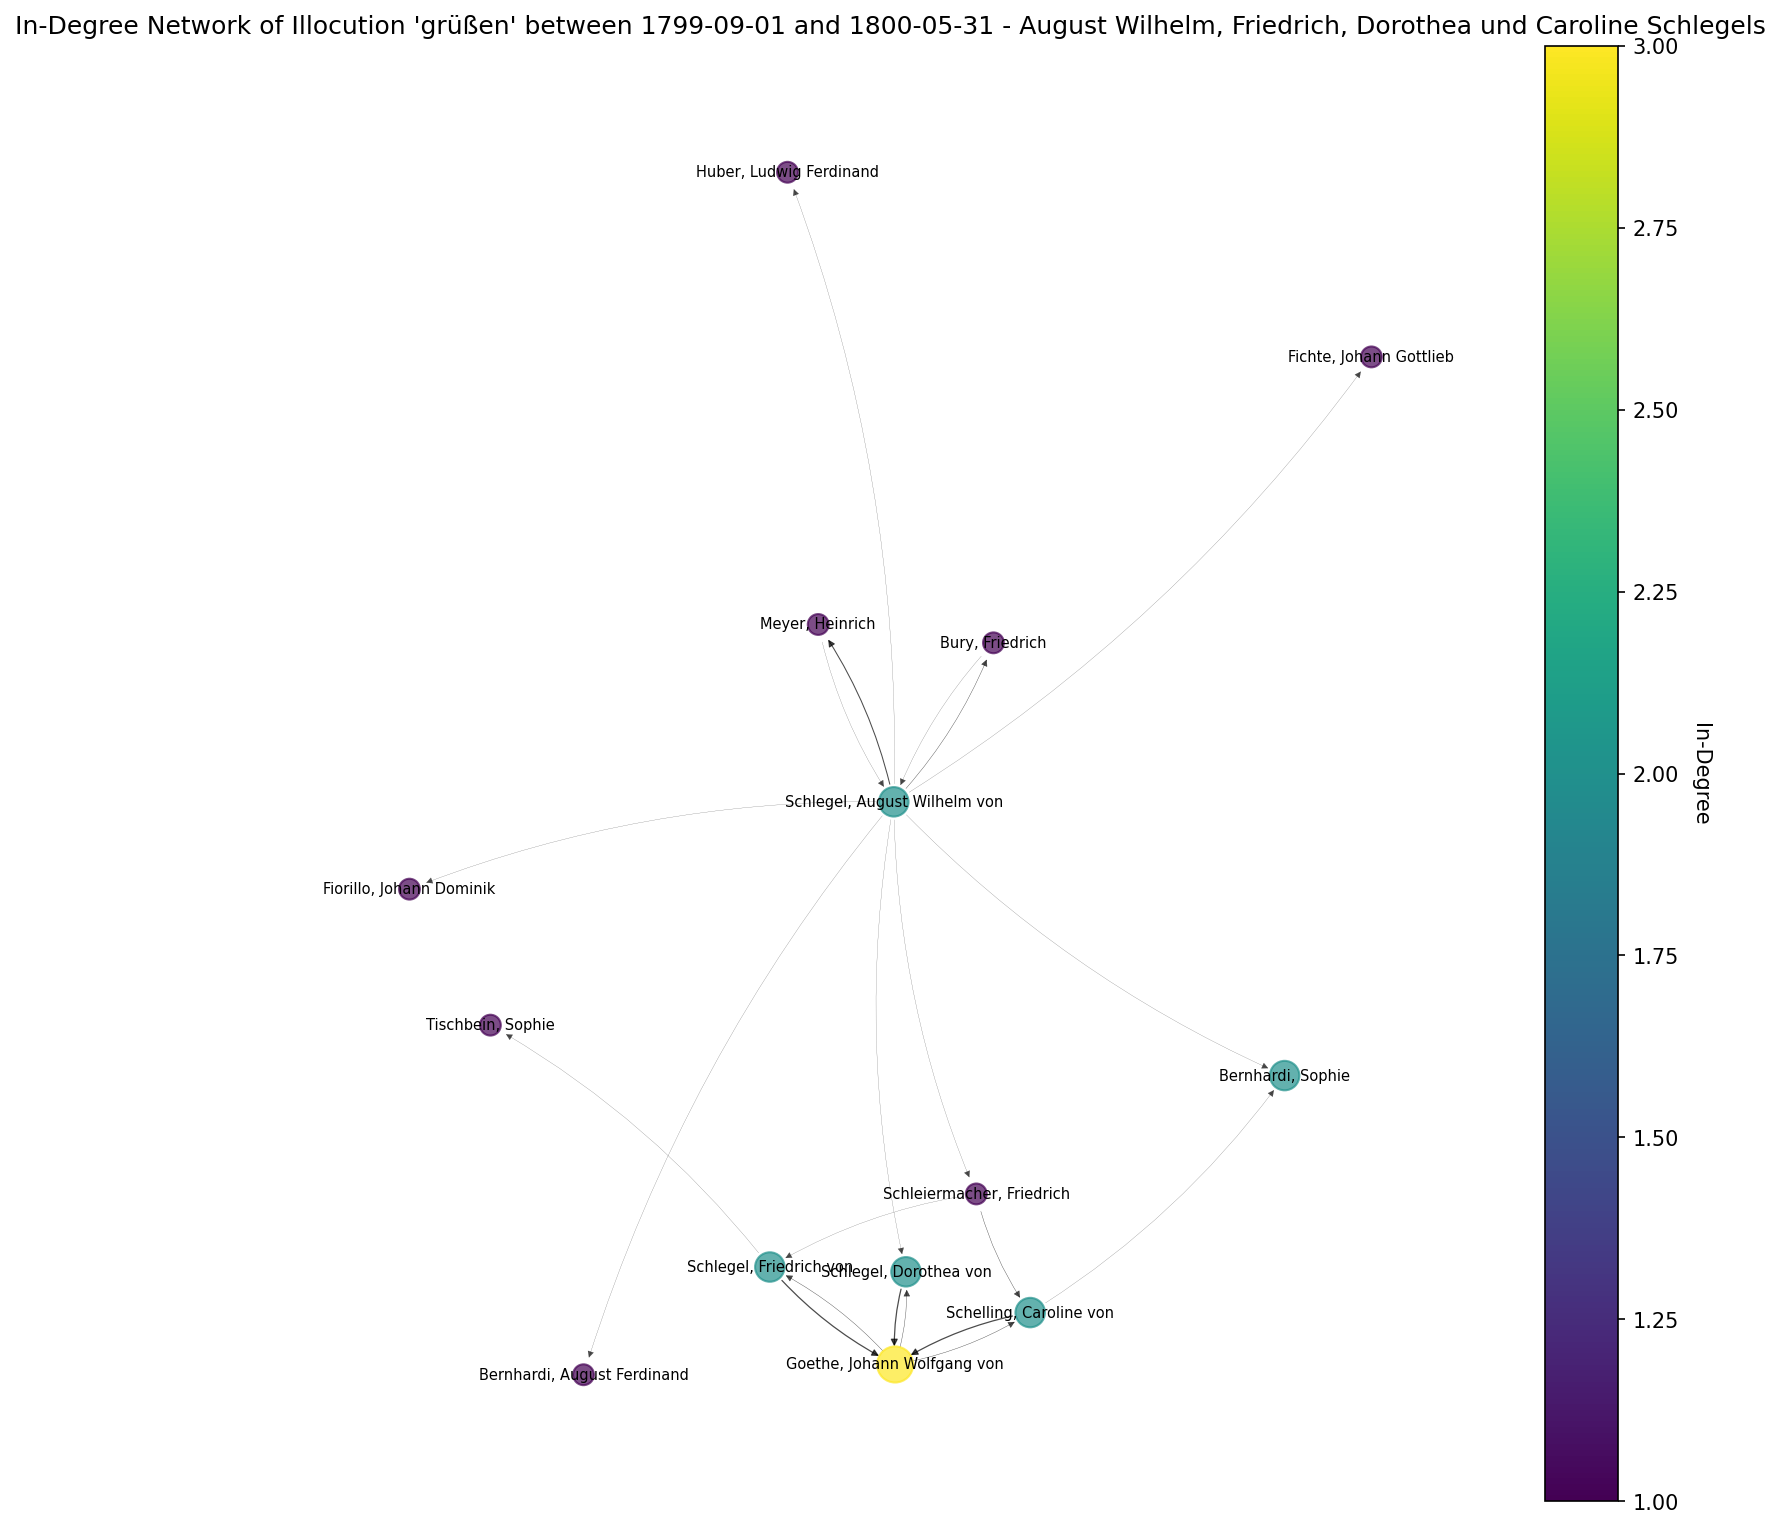 In-Degree Network of Illocution 'grüßen' between 1799-09-01 and 1800-05-31 - August Wilhelm, Friedrich, Dorothea und Caroline Schlegels
Huber, Ludwig Ferdinand
Fichte, Johann Gottlieb
Meyer, Heinrich
Bury, Friedrich
Schlegel, August Wilhelm von
Fiorillo, Johann Dominik
Tischbein, Sophie
Bernhardi, Sophie
Schleiermacher, Friedrich
Schlegel, Friedrich von
Schlegel, Dorothea von
Schelling, Caroline von
Goethe, Johann Wolfgang von
Bernhardi, August Ferdinand
3.00
2.75
2.50
2.25
2.00
1.75
1.50
1.25
1.00
In-Degree